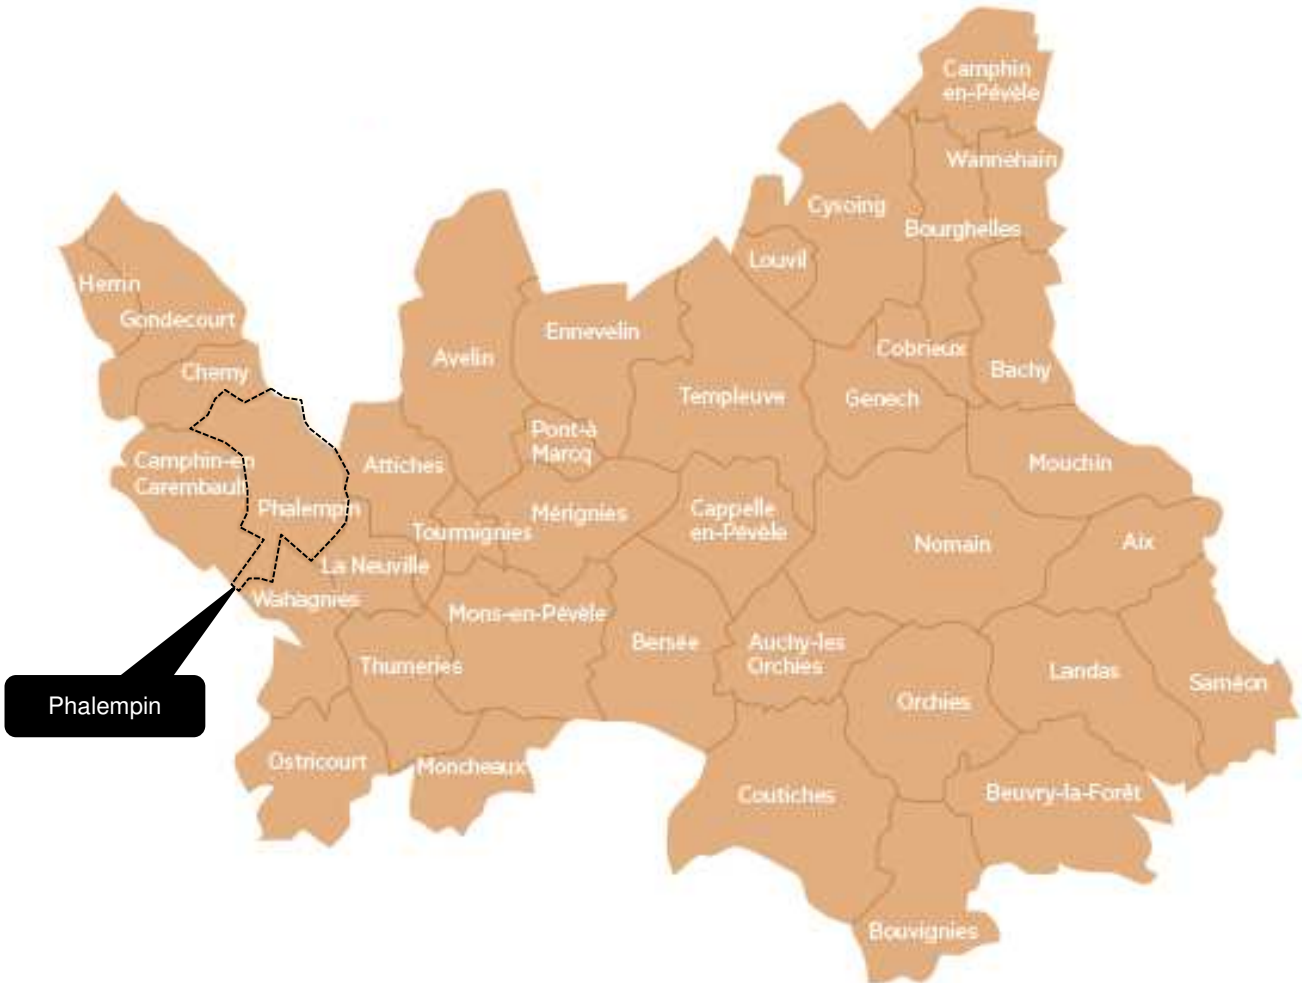 Camphin
en-Pévèle
Wannehain
Cysoing
Bourghelles
Louvil
Herrin
Gondecourt
Ennevelin
Cobrieux
Avelin
Chemy
Bachy
Templeuve
Genech
Pont-à
Marcq
Camphin-en
Carembault
Attiches
Mouchin
Phalempin
Mérignies
Cappelle
en-Pévèle
Tourmignies
Nomain
Aix
La Neuville
Wahagnies
Mons-en-Pévèle
Bersée
Auchy-les
Orchies
Thumeries
Landas
Saméon
Orchies
Phalempin
Ostricourt
Moncheaux
Coutiches
Beuvry-la-Forêt
Bouvignies